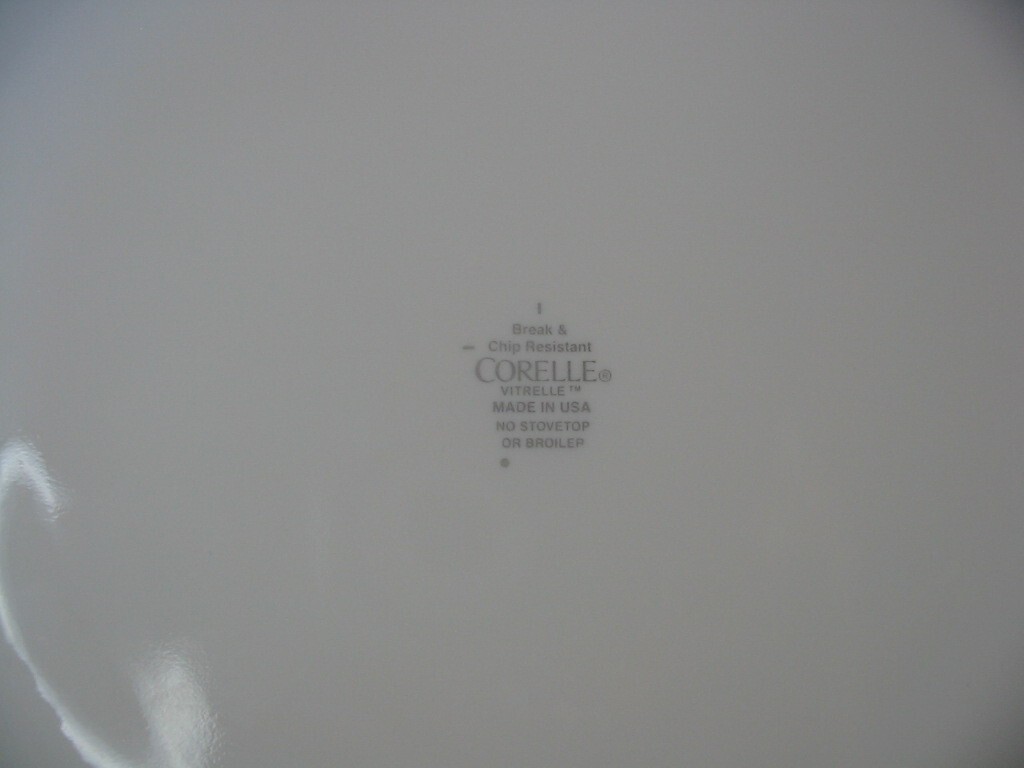 Break &
Chip Resistant
CORELLE®
VITRELLE™
MADE IN USA
NO STOVETOP
OR BROILER